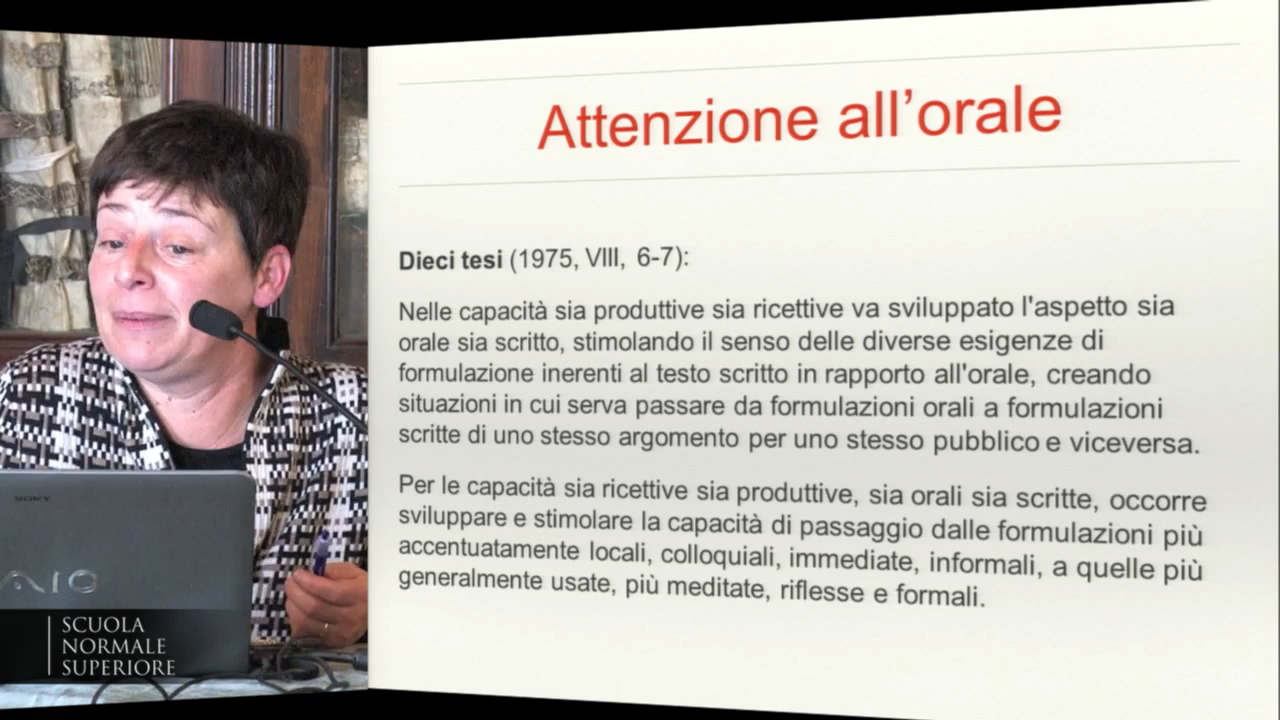 Attenzione all’orale
Dieci tesi (1975, VIII, 6-7):
Nelle capacità sia produttive sia ricettive va sviluppato l'aspetto sia
orale sia scritto, stimolando il senso delle diverse esigenze di
formulazione inerenti al testo scritto in rapporto all'orale, creando
situazioni in cui serva passare da formulazioni orali a formulazioni
scritte di uno stesso argomento per uno stesso pubblico e viceversa.
Per le capacità sia ricettive sia produttive, sia orali sia scritte, occorre
sviluppare e stimolare la capacità di passaggio dalle formulazioni più
accentuatamente locali, colloquiali, immediate, informali, a quelle più
generalmente usate, più meditate, riflesse e formali.
SONY
VAIO
SCUOLA
NORMALE
SUPERIORE